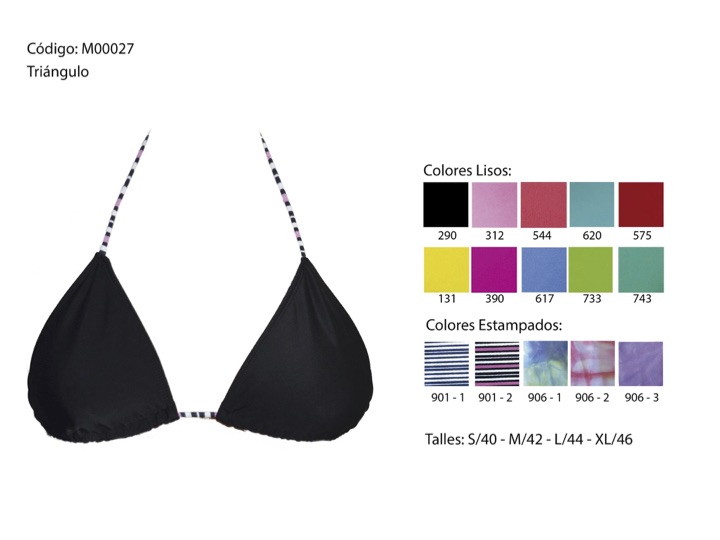 Código: M00027
Triángulo
Colores Lisos:
290 312 544 620 575
131 390 617 733 743
Colores Estampados:
901 - 1 901 - 2 906 - 1 906 - 2 906 - 3
Talles: S/40 - M/42 - L/44 - XL/46